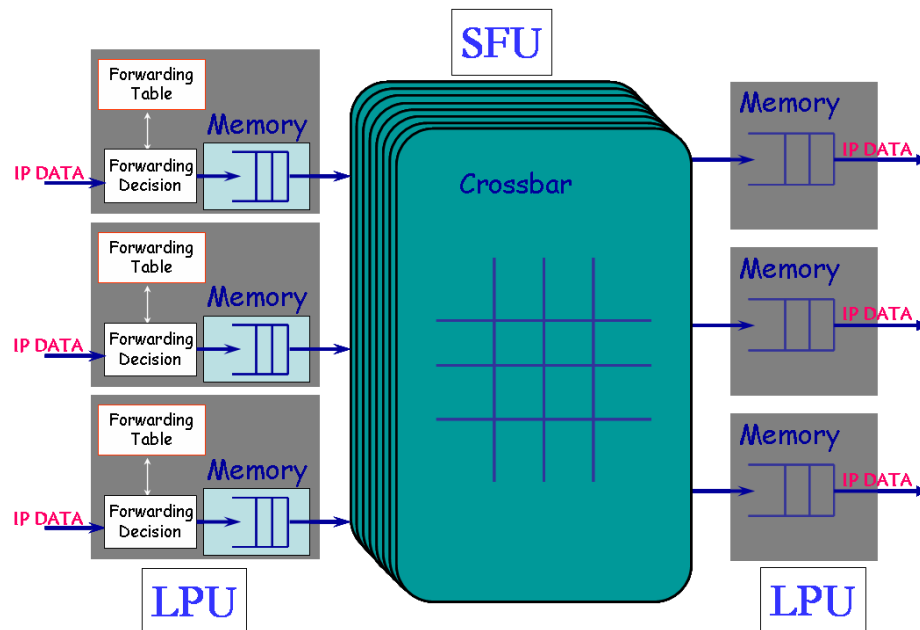 SFU
Forwarding
Table
Memory
IP DATA
Forwarding
Decision
Forwarding
Table
Memory
IP DATA
Forwarding
Decision
Forwarding
Table
Memory
IP DATA
Forwarding
Decision
LPU
Crossbar
Memory
IP DATA
Memory
IP DATA
Memory
IP DATA
LPU